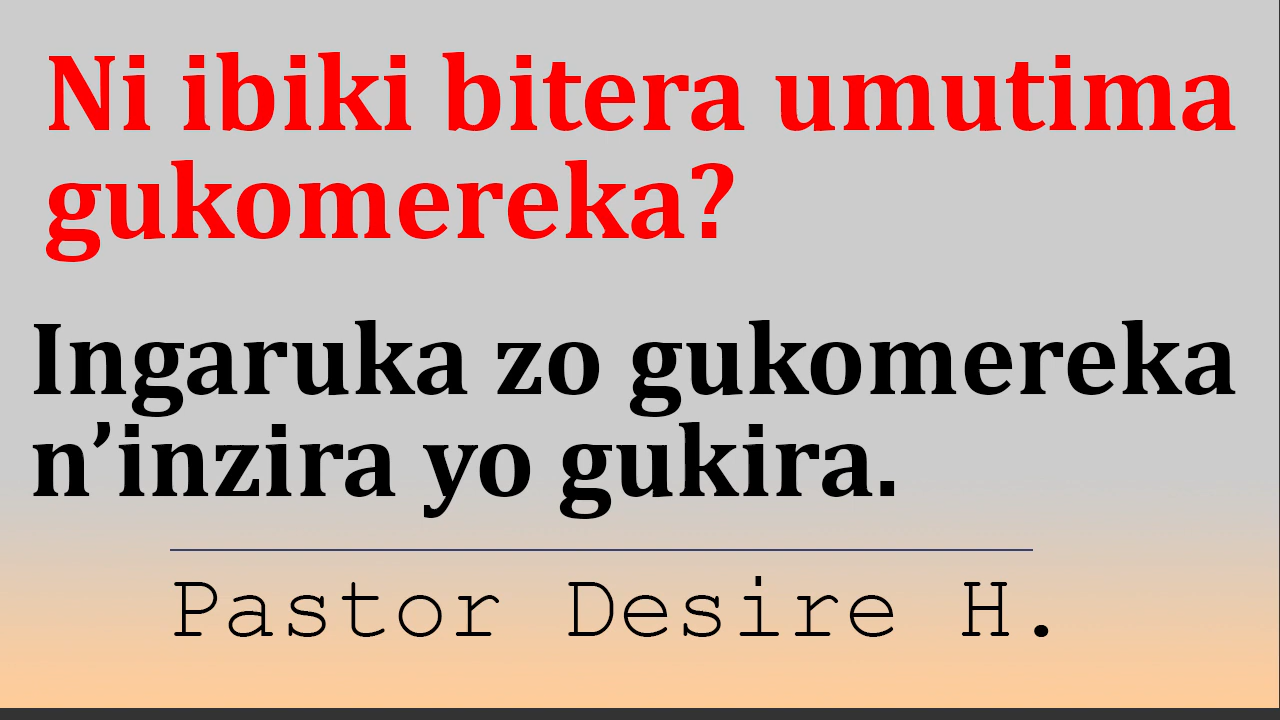 Ni ibiki bitera umutima
gukomereka?
Ingaruka zo gukomereka
n’inzira yo gukira.
Pastor Desire H.